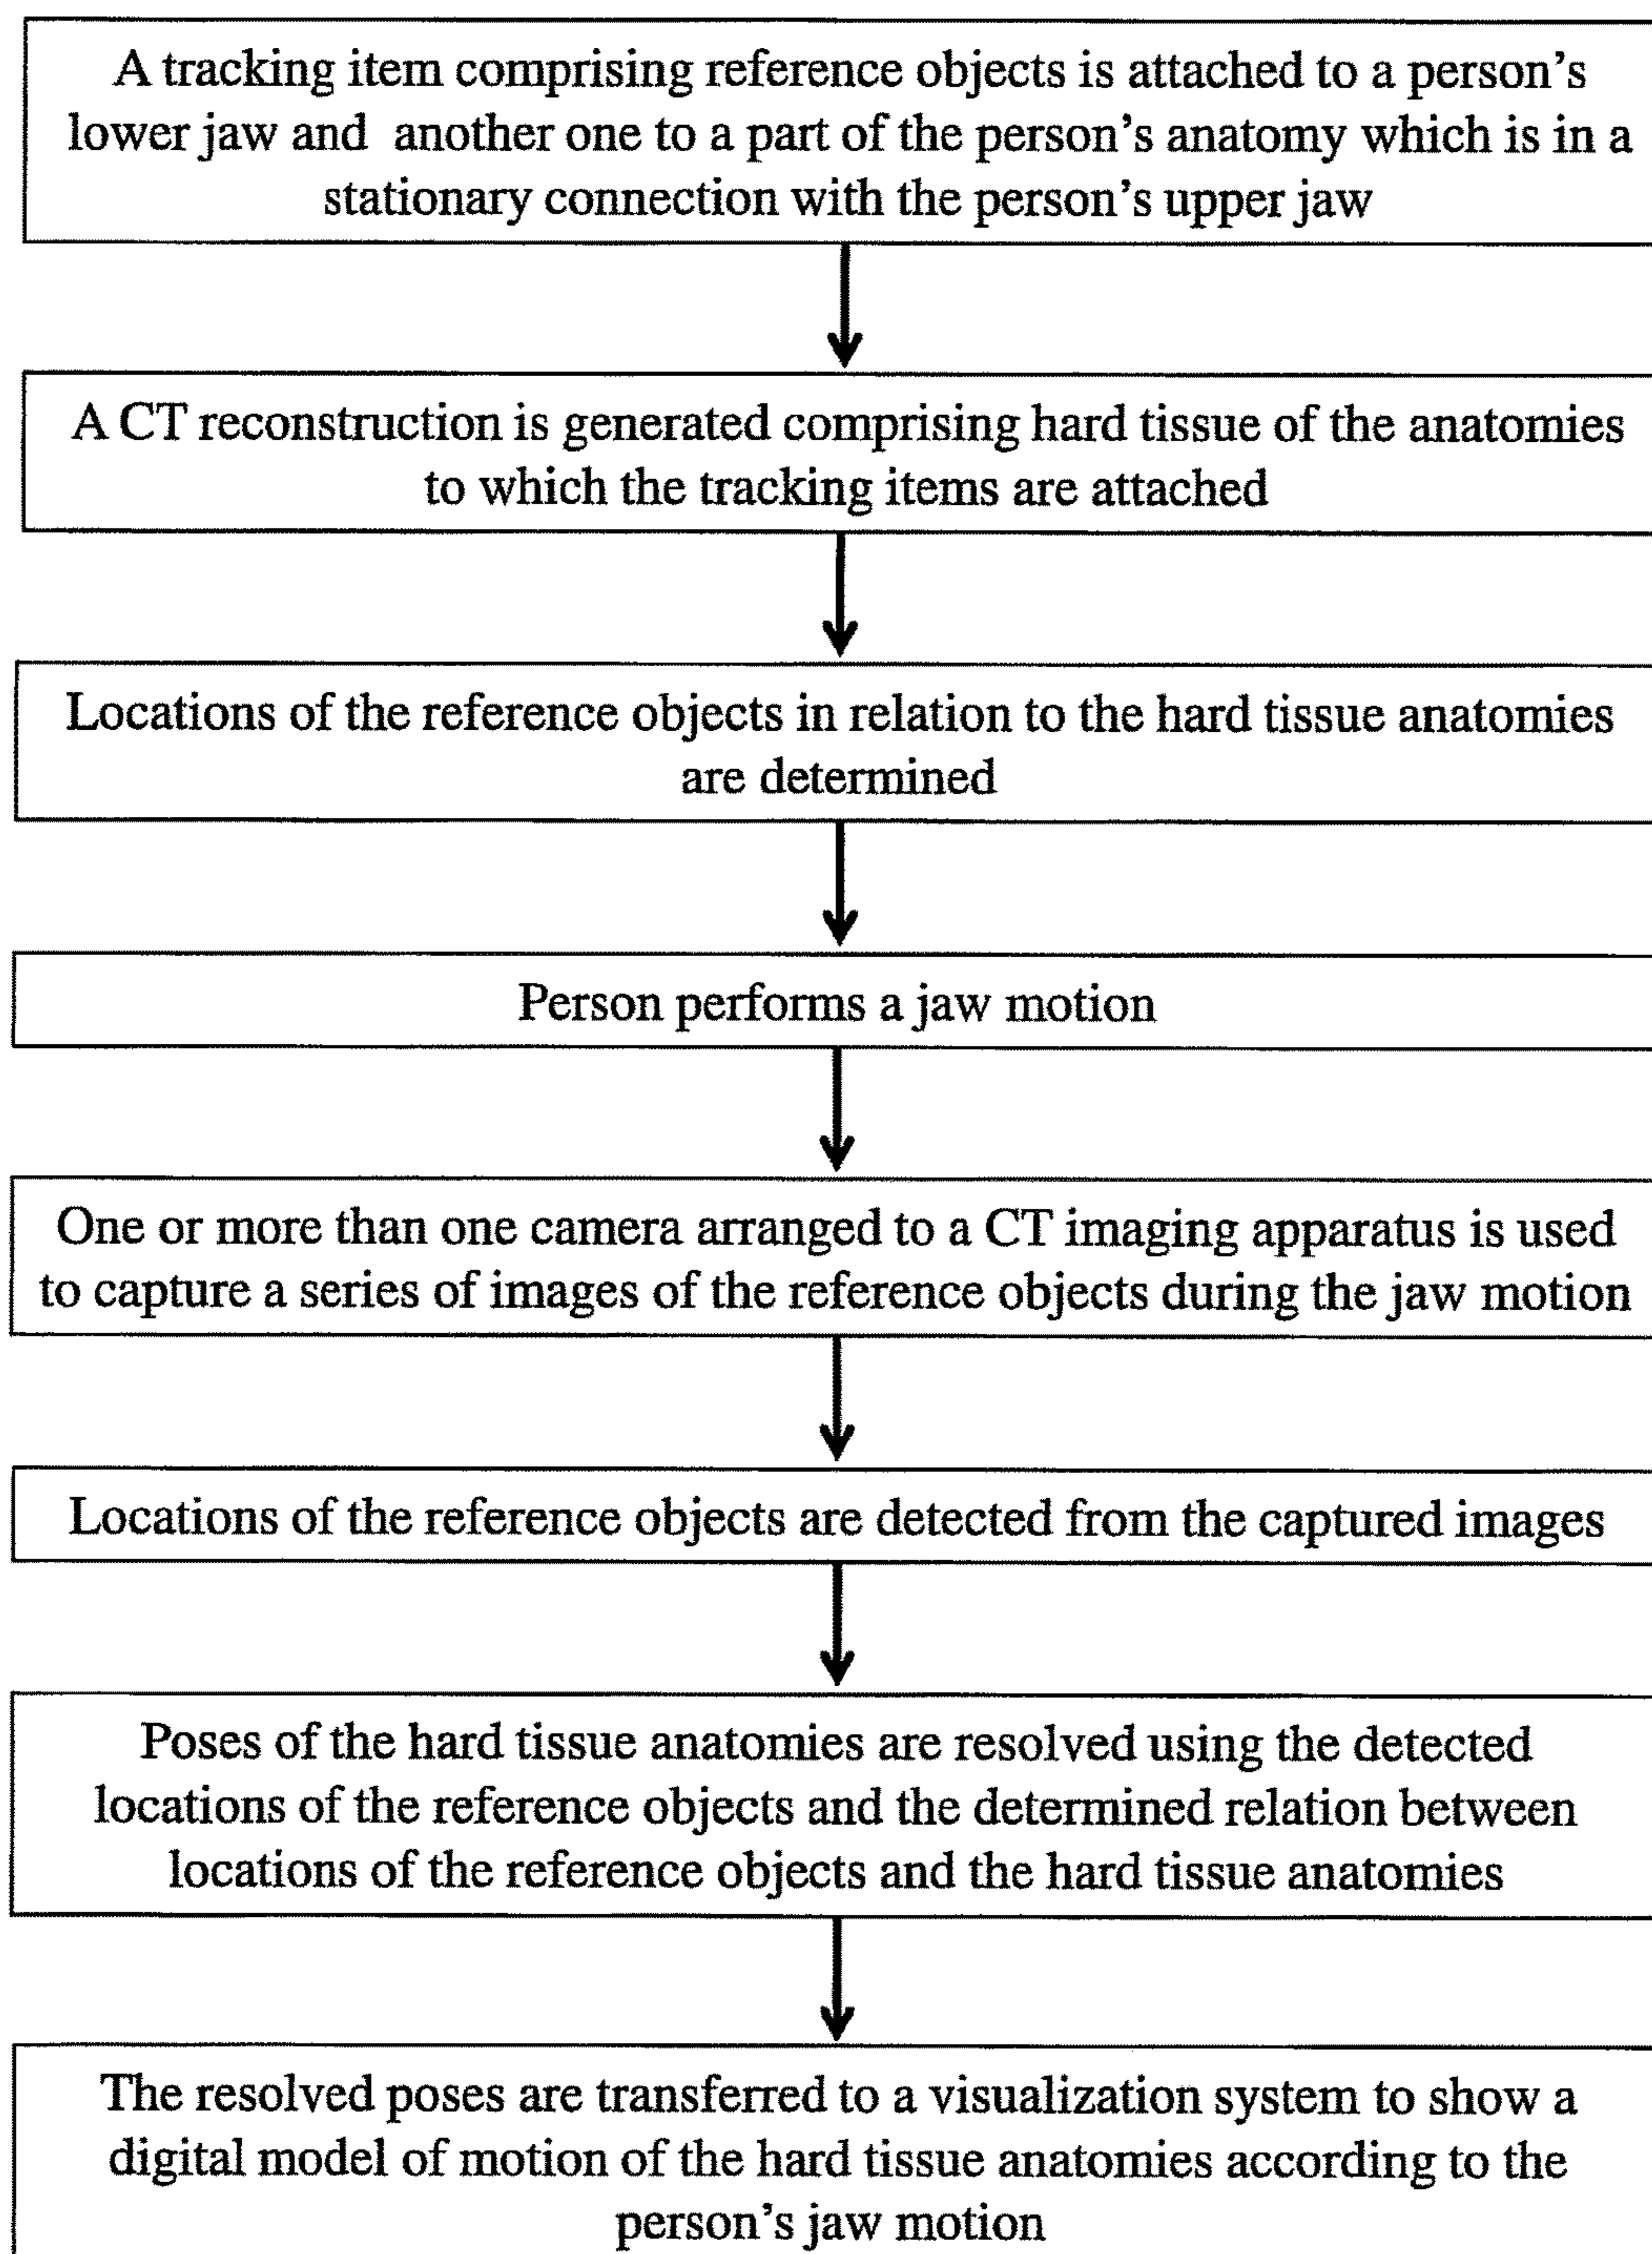 A tracking item comprising reference objects is attached to a person’s
lower jaw and another one to a part of the person’s anatomy which is in a
stationary connection with the person’s upper jaw
A CT reconstruction is generated comprising hard tissue of the anatomies
to which the tracking items are attached
Locations of the reference objects in relation to the hard tissue anatomies
are determined
Person performs a jaw motion
One or more than one camera arranged to a CT imaging apparatus is used
to capture a series of images of the reference objects during the jaw motion
Locations of the reference objects are detected from the captured images
Poses of the hard tissue anatomies are resolved using the detected
locations of the reference objects and the determined relation between
locations of the reference objects and the hard tissue anatomies
The resolved poses are transferred to a visualization system to show a
digital model of motion of the hard tissue anatomies according to the
person’s jaw motion